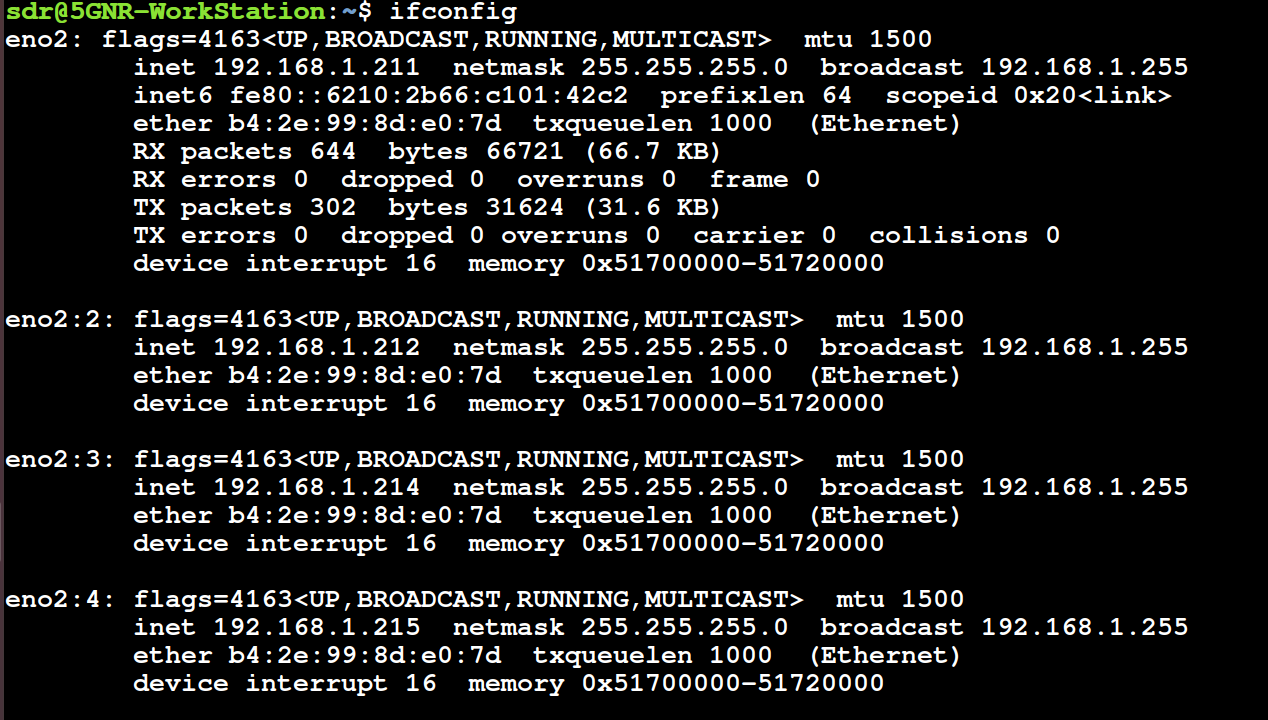 sdr@5GNR-WorkStation:~$ ifconfig
eno2: flags=4163<UP,BROADCAST,RUNNING,MULTICAST>  mtu 1500
        inet 192.168.1.211  netmask 255.255.255.0  broadcast 192.168.1.255
        inet6 fe80::6210:2b66:c101:42c2  prefixlen 64  scopeid 0x20<link>
        ether b4:2e:99:8d:e0:7d  txqueuelen 1000  (Ethernet)
        RX packets 644  bytes 66721 (66.7 KB)
        RX errors 0  dropped 0  overruns 0  frame 0
        TX packets 302  bytes 31624 (31.6 KB)
        TX errors 0  dropped 0 overruns 0  carrier 0  collisions 0
        device interrupt 16  memory 0x51700000-51720000

eno2:2: flags=4163<UP,BROADCAST,RUNNING,MULTICAST>  mtu 1500
        inet 192.168.1.212  netmask 255.255.255.0  broadcast 192.168.1.255
        ether b4:2e:99:8d:e0:7d  txqueuelen 1000  (Ethernet)
        device interrupt 16  memory 0x51700000-51720000

eno2:3: flags=4163<UP,BROADCAST,RUNNING,MULTICAST>  mtu 1500
        inet 192.168.1.214  netmask 255.255.255.0  broadcast 192.168.1.255
        ether b4:2e:99:8d:e0:7d  txqueuelen 1000  (Ethernet)
        device interrupt 16  memory 0x51700000-51720000

eno2:4: flags=4163<UP,BROADCAST,RUNNING,MULTICAST>  mtu 1500
        inet 192.168.1.215  netmask 255.255.255.0  broadcast 192.168.1.255
        ether b4:2e:99:8d:e0:7d  txqueuelen 1000  (Ethernet)
        device interrupt 16  memory 0x51700000-51720000